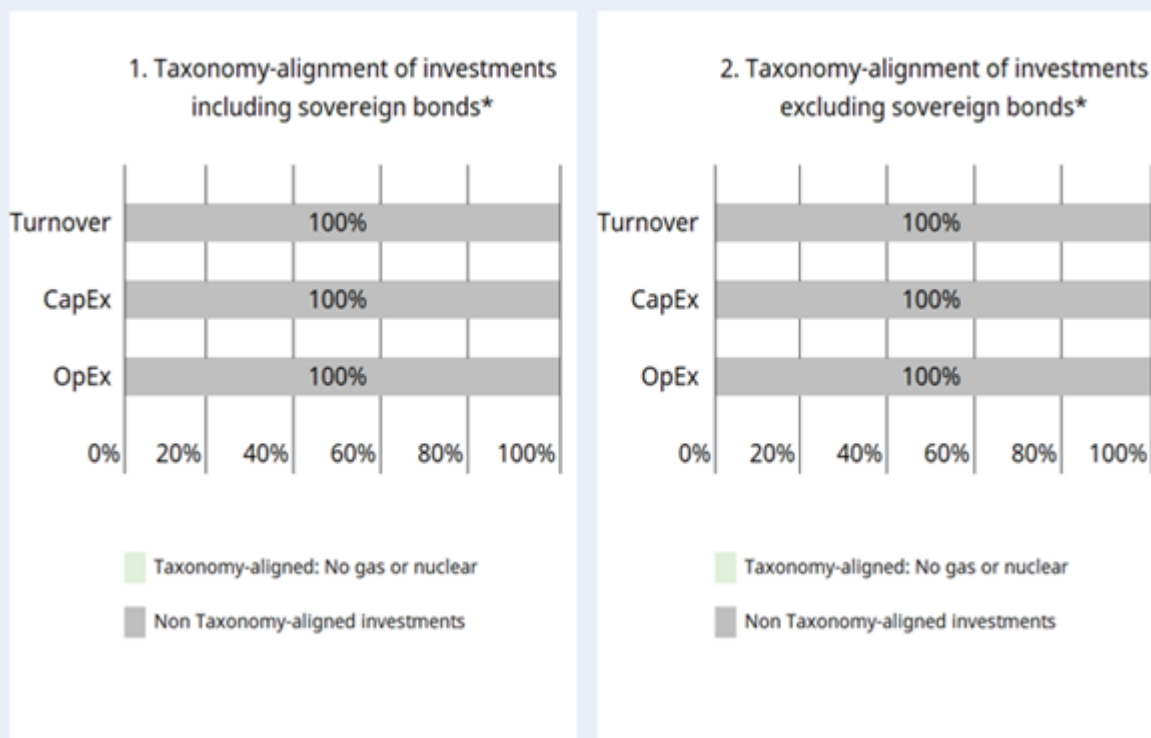 1. Taxonomy-alignment of investments
including sovereign bonds*
Turnover 100%
CapEx 100%
OpEx 100%
0% 20% 40% 60% 80% 100%
Taxonomy-aligned: No gas or nuclear
Non Taxonomy-aligned investments
2. Taxonomy-alignment of investments
excluding sovereign bonds*
Turnover 100%
CapEx 100%
OpEx 100%
0% 20% 40% 60% 80% 100%
Taxonomy-aligned: No gas or nuclear
Non Taxonomy-aligned investments